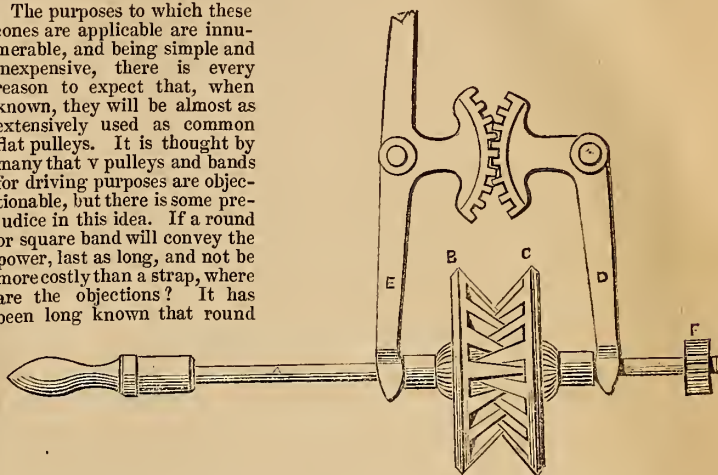 The purposes to which these
cones are applicable are innu-
merable, and being simple and
inexpensive, there is every
reason to expect that, when
known, they will be almost as
extensively used as common
flat pulleys. It is thought by
many that v pulleys and bands
for driving purposes are objec-
tionable, but there is some pre-
judice in this idea. If a round
or square band will convey the
power, last as long, and not be
more costly than a strap, where
are the objections? It has
been long known that round
B C
E D
F
A